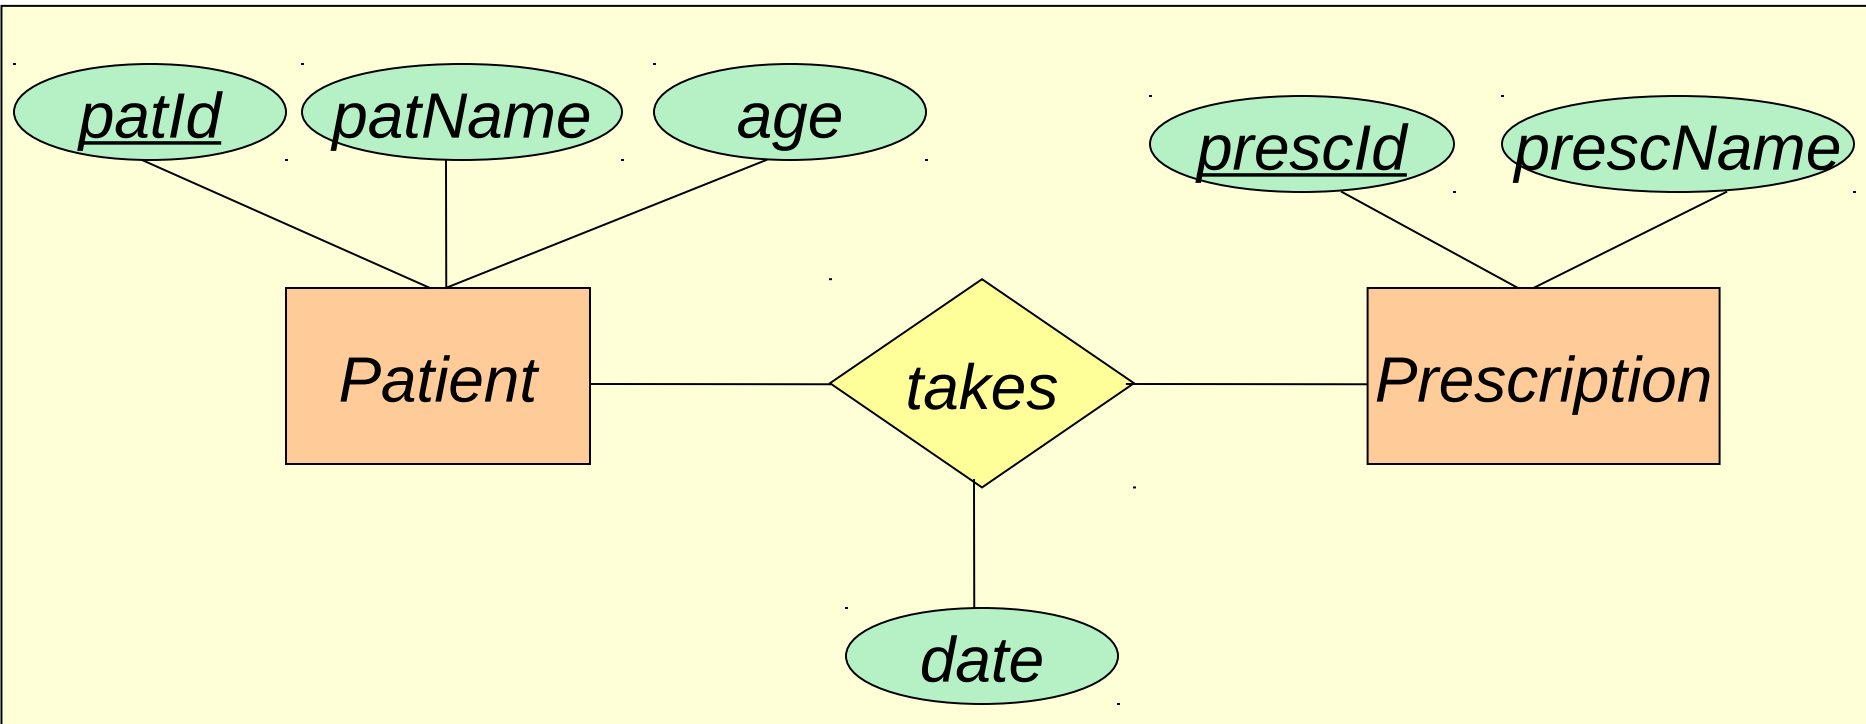 patId
patName
age
prescId
prescName
Patient
takes
Prescription
date